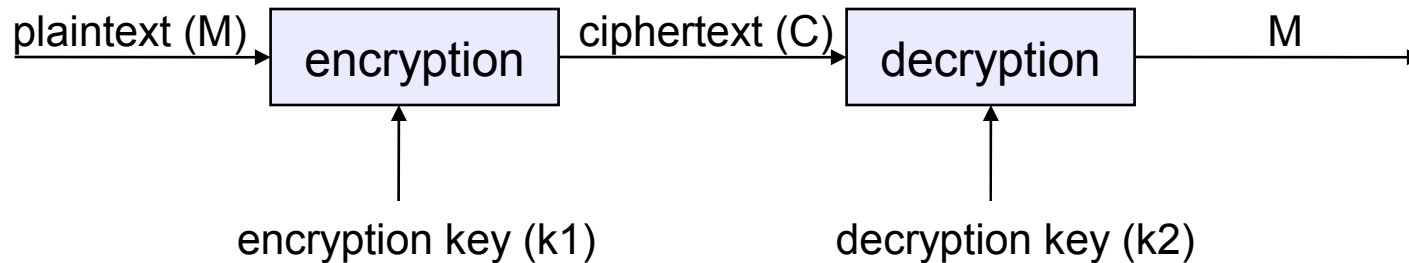 plaintext (M)
encryption
ciphertext (C)
decryption
M
encryption key (k1)
decryption key (k2)